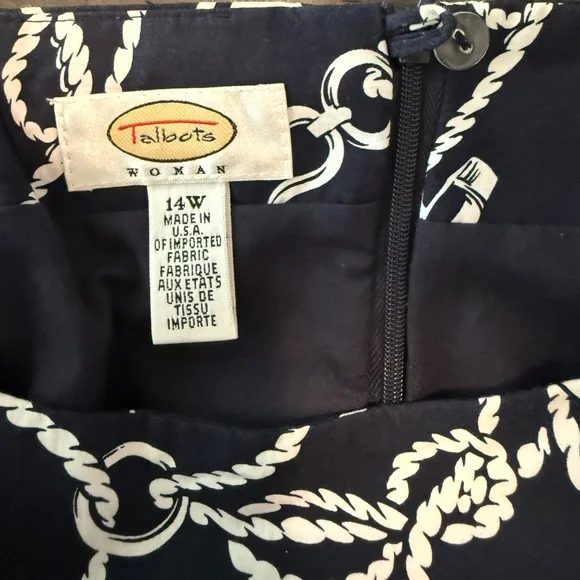 Talbots
WOMAN
14W
MADE IN
U.S.A.
OF IMPORTED
FABRIC
FABRIQUE
AUX ETATS
UNIS DE
TISSU
IMPORTE